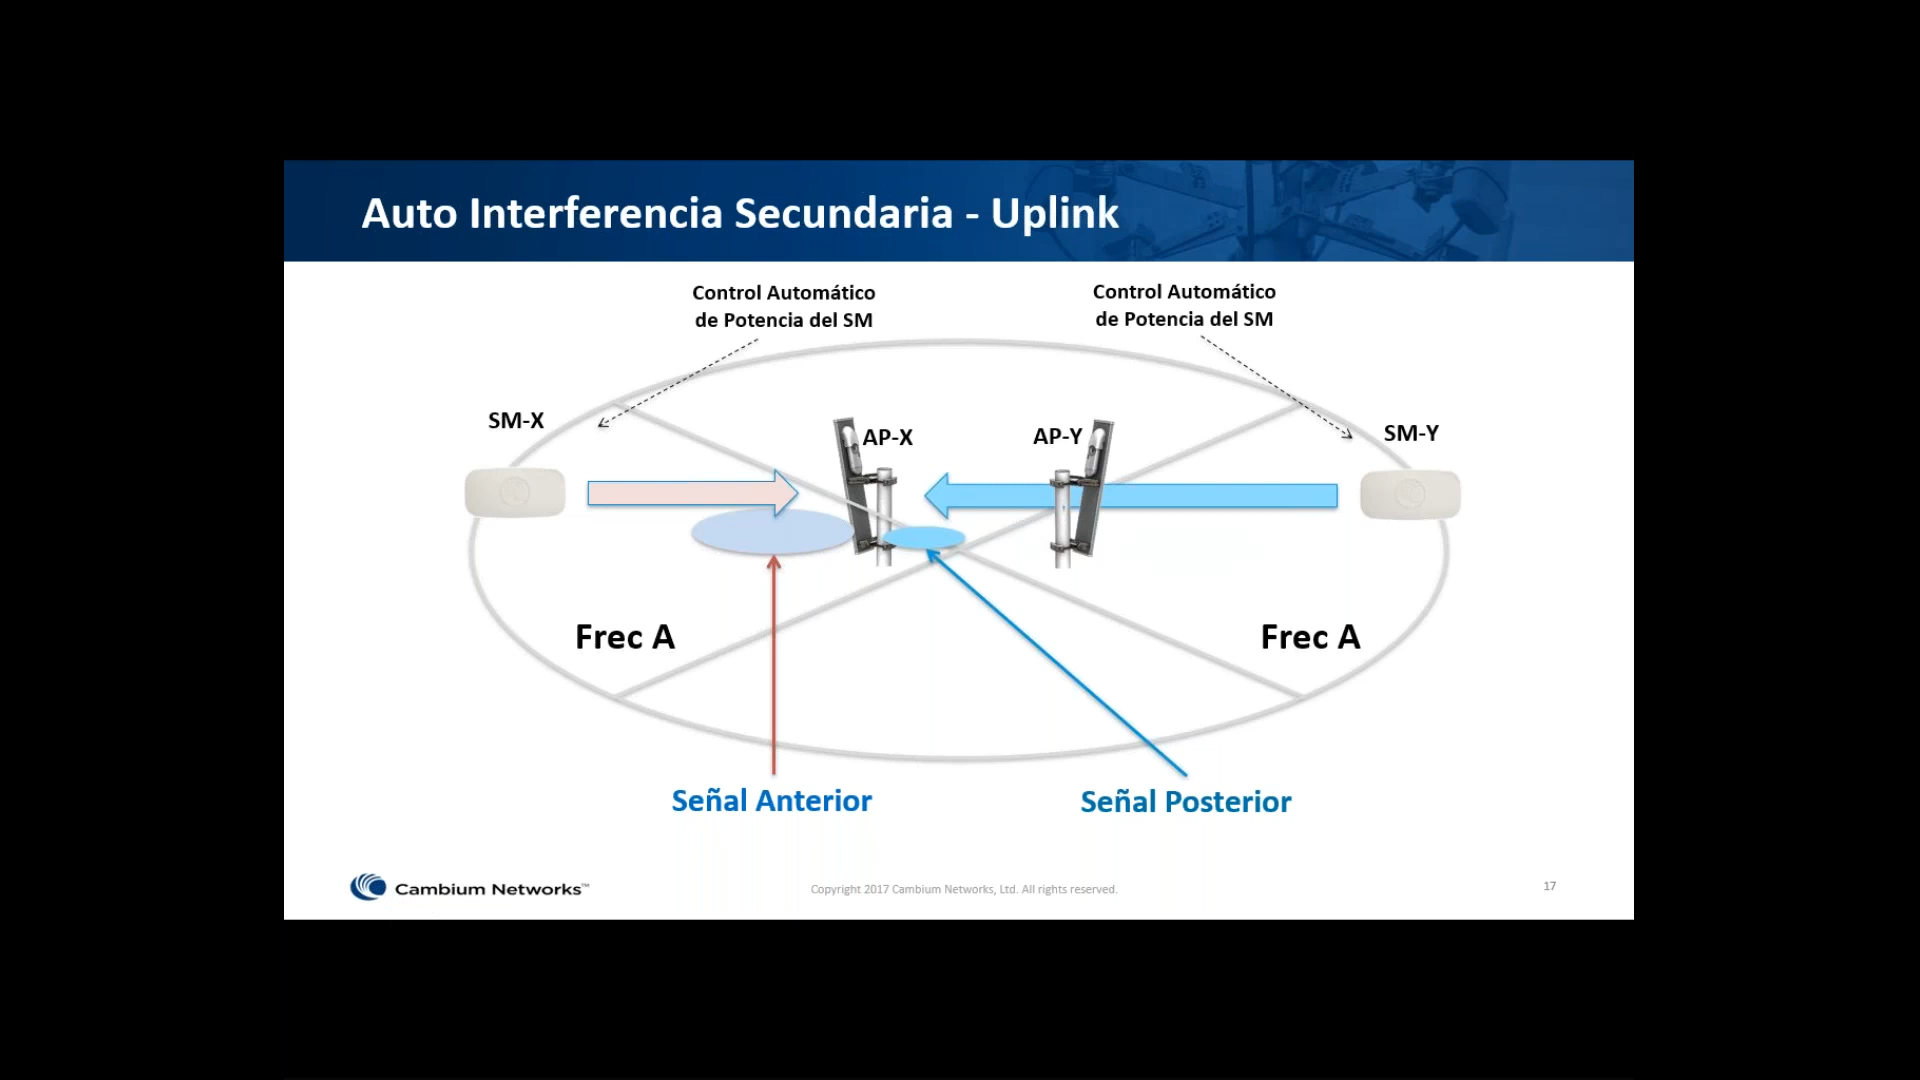 Auto Interferencia Secundaria - Uplink
Control Automático
de Potencia del SM
Control Automático
de Potencia del SM
SM-X
AP-X
AP-Y
SM-Y
Frec A
Frec A
Señal Anterior
Señal Posterior
Cambium Networks™
Copyright 2017 Cambium Networks, Ltd. All rights reserved.
17